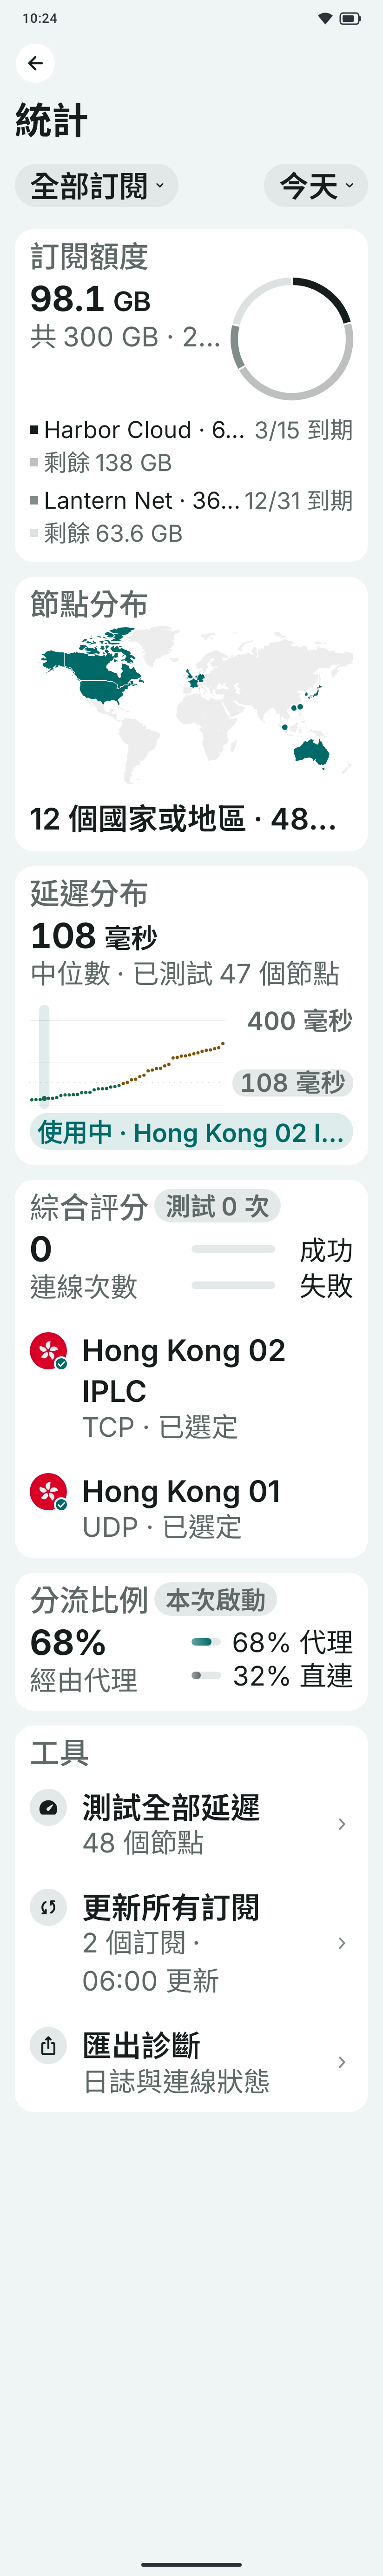 10:24
統計
全部訂閱
今天
訂閱額度
98.1 GB
共 300 GB · 2...
Harbor Cloud · 6... 3/15 到期
剩餘 138 GB
Lantern Net · 36... 12/31 到期
剩餘 63.6 GB
節點分布
12 個國家或地區 · 48...
延遲分布
108 毫秒
中位數 · 已測試 47 個節點
400 毫秒
108 毫秒
使用中 · Hong Kong 02 I...
綜合評分 測試 0 次
0
連線次數
成功
失敗
Hong Kong 02
IPLC
TCP · 已選定
Hong Kong 01
UDP · 已選定
分流比例 本次啟動
68%
經由代理
68% 代理
32% 直連
工具
測試全部延遲
48 個節點
更新所有訂閱
2 個訂閱 ·
06:00 更新
匯出診斷
日誌與連線狀態